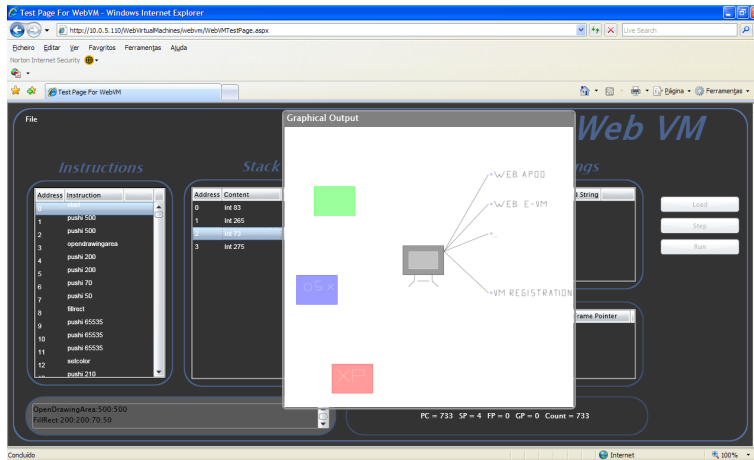 Test Page For WebVM - Windows Internet Explorer
http://10.0.5.110/WebVirtualMachines/webvm/WebVMTestPage.aspx
Live Search
Ficheiro Editar Ver Favoritos Ferramentas Ajuda
Norton Internet Security
Test Page For WebVM
Página Ferramentas
File
Graphical Output
Web VM
Instructions
Stack
ngs
Address Instruction
0
1 pushi 500
2 pushi 500
3 opendrawingarea
4 pushi 200
5 pushi 200
6 pushi 70
7 pushi 50
8 fillrect
9 pushi 65535
10 pushi 65535
11 pushi 65535
12 setcolor
pushi 210
Address Content
0 Int 83
1 Int 265
2 Int 73
3 Int 275
WEB APOO
WEB E-VM
OSX
VM REGISTRATION
XP
String
Load
Step
Run
rame Pointer
OpenDrawingArea:500:500
FillRect:200:200:70:50
PC = 733 SP = 4 FP = 0 GP = 0 Count = 733
Concluído
Internet
100%